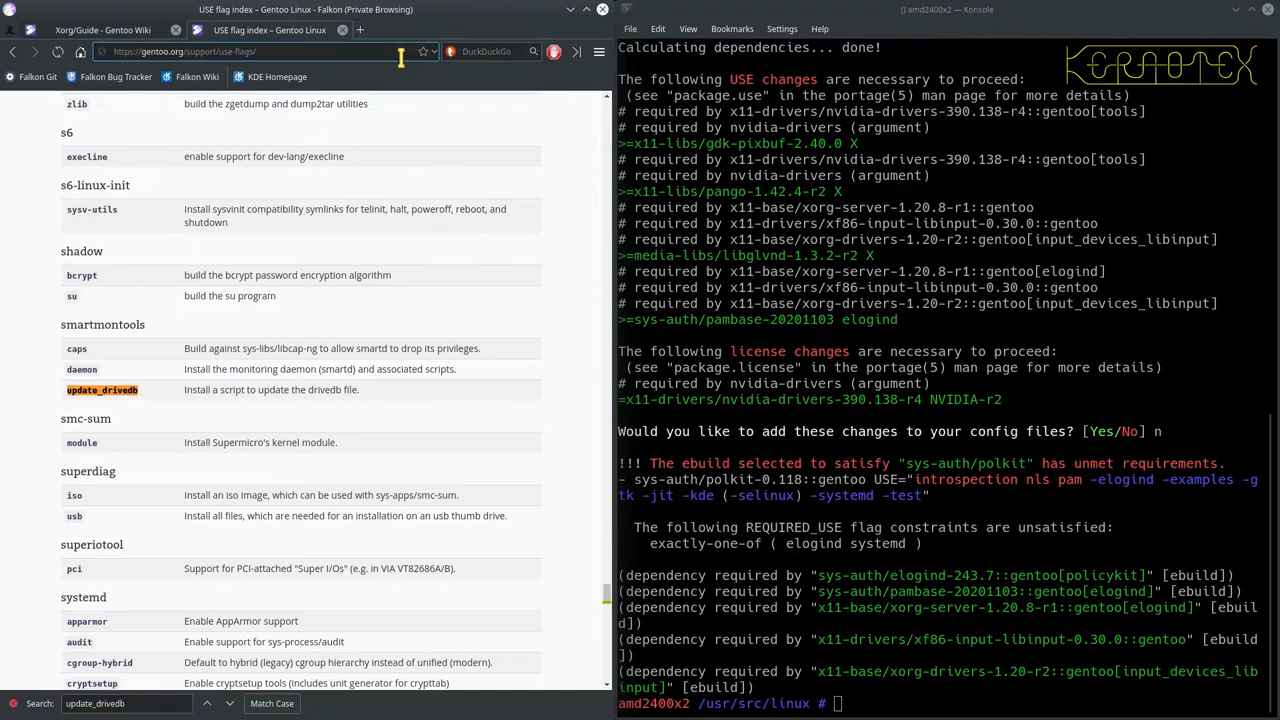 USE flag index – Gentoo Linux - Falkon (Private Browsing)
Xorg/Guide - Gentoo Wiki
USE flag index – Gentoo Linux
https://gentoo.org/support/use-flags/
DuckDuckGo
Falkon Git
Falkon Bug Tracker
Falkon Wiki
KDE Homepage
zlib build the zgetdump and dump2tar utilities
s6
execline enable support for dev-lang/execline
s6-linux-init
sysv-utils Install sysvinit compatibility symlinks for telinit, halt, poweroff, reboot, and
shutdown
shadow
bcrypt build the bcrypt password encryption algorithm
su build the su program
smartmontools
caps Build against sys-libs/libcap-ng to allow smartd to drop its privileges.
daemon Install the monitoring daemon (smartd) and associated scripts.
update_drivedb Install a script to update the drivedb file.
smc-sum
module Install Supermicro's kernel module.
superdiag
iso Install an iso image, which can be used with sys-apps/smc-sum.
usb Install all files, which are needed for an installation on an usb thumb drive.
superiotool
pci Support for PCI-attached "Super I/Os" (e.g. in VIA VT82686A/B).
systemd
apparmor Enable AppArmor support
audit Enable support for sys-process/audit
cgroup-hybrid Default to hybrid (legacy) cgroup hierarchy instead of unified (modern).
cryptsetup Enable cryptsetup tools (includes unit generator for crypttab)
Search: update_drivedb Match Case
() amd2400x2 — Konsole
File Edit View Bookmarks Settings Help
KERNOTEX
Calculating dependencies... done!
The following USE changes are necessary to proceed:
(see "package.use" in the portage(5) man page for more details)
# required by x11-drivers/nvidia-drivers-390.138-r4::gentoo[tools]
# required by nvidia-drivers (argument)
>=x11-libs/gdk-pixbuf-2.40.0 X
# required by x11-drivers/nvidia-drivers-390.138-r4::gentoo[tools]
# required by nvidia-drivers (argument)
>=x11-libs/pango-1.42.4-r2 X
# required by x11-base/xorg-server-1.20.8-r1::gentoo
# required by x11-drivers/xf86-input-libinput-0.30.0::gentoo
# required by x11-base/xorg-drivers-1.20-r2::gentoo[input_devices_libinput]
>=media-libs/libglvnd-1.3.2-r2 X
# required by x11-base/xorg-server-1.20.8-r1::gentoo[elogind]
# required by x11-drivers/xf86-input-libinput-0.30.0::gentoo
# required by x11-base/xorg-drivers-1.20-r2::gentoo[input_devices_libinput]
>=sys-auth/pambase-20201103 elogind
The following license changes are necessary to proceed:
(see "package.license" in the portage(5) man page for more details)
# required by nvidia-drivers (argument)
=x11-drivers/nvidia-drivers-390.138-r4 NVIDIA-r2
Would you like to add these changes to your config files? [Yes/No] n
!!! The ebuild selected to satisfy "sys-auth/polkit" has unmet requirements.
- sys-auth/polkit-0.118::gentoo USE="introspection nls pam -elogind -examples -g
tk -jit -kde (-selinux) -systemd -test"
The following REQUIRED_USE flag constraints are unsatisfied:
exactly-one-of ( elogind systemd )
(dependency required by "sys-auth/elogind-243.7::gentoo[policykit]" [ebuild])
(dependency required by "sys-auth/pambase-20201103::gentoo[elogind]" [ebuild])
(dependency required by "x11-base/xorg-server-1.20.8-r1::gentoo[elogind]" [ebuil
d])
(dependency required by "x11-drivers/xf86-input-libinput-0.30.0::gentoo" [ebuild
])
(dependency required by "x11-base/xorg-drivers-1.20-r2::gentoo[input_devices_lib
input]" [ebuild])
amd2400x2 /usr/src/linux #